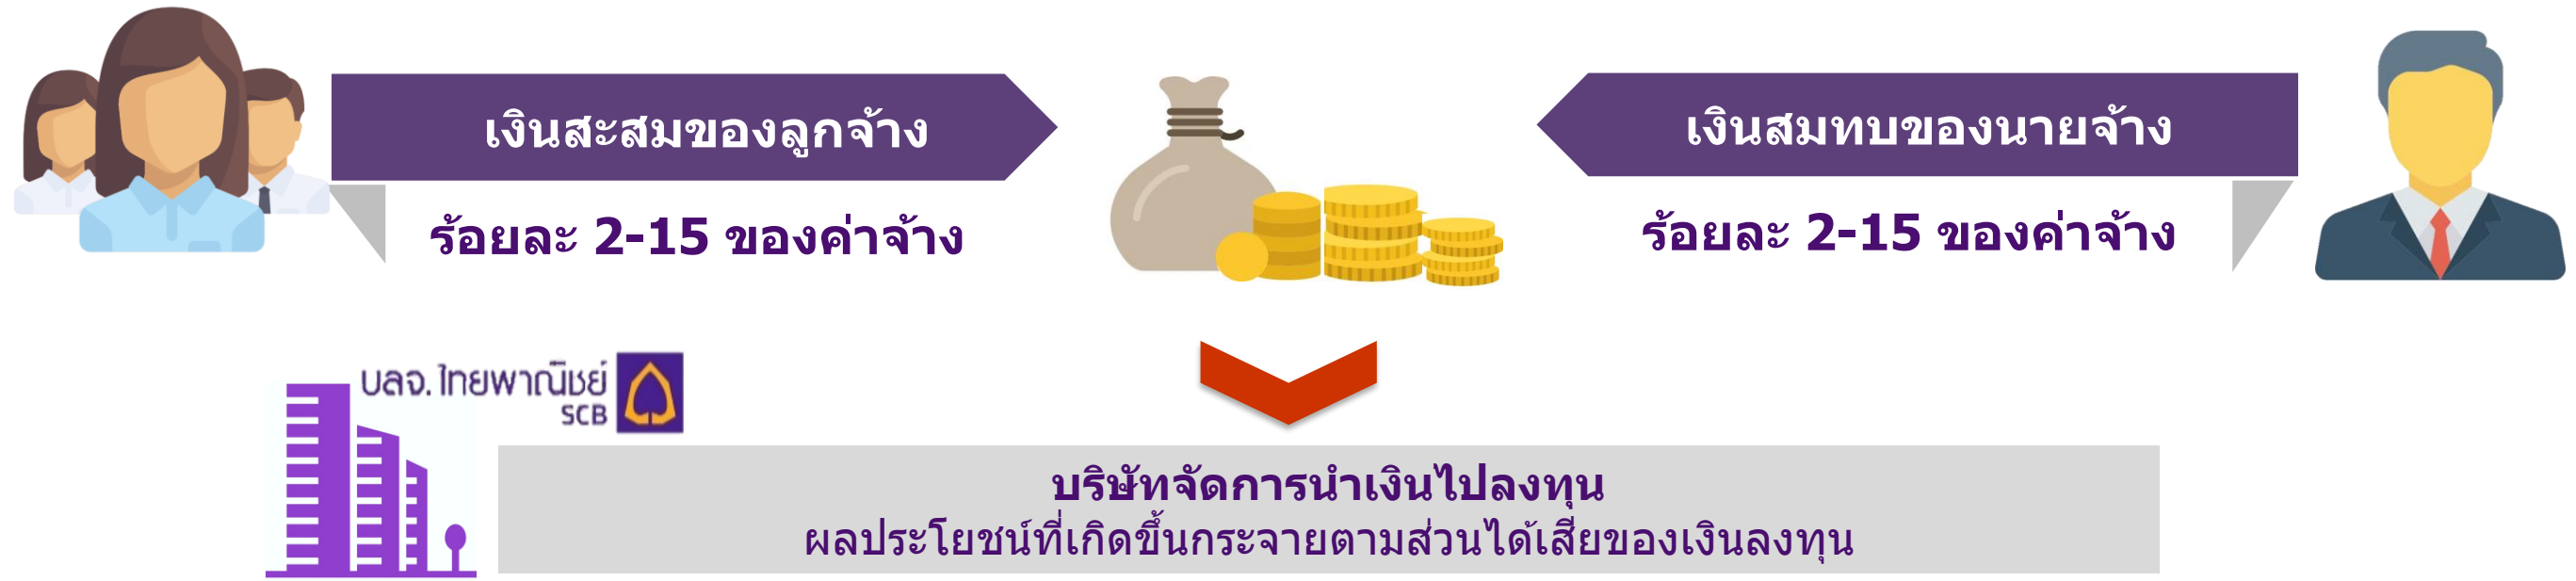 เงินสะสมของลูกจ้าง
ร้อยละ 2-15 ของค่าจ้าง
เงินสมทบของนายจ้าง
ร้อยละ 2-15 ของค่าจ้าง
บลจ. ไทยพาณิชย์
SCB
บริษัทจัดการนำเงินไปลงทุน
ผลประโยชน์ที่เกิดขึ้นกระจายตามส่วนได้เสียของเงินลงทุน